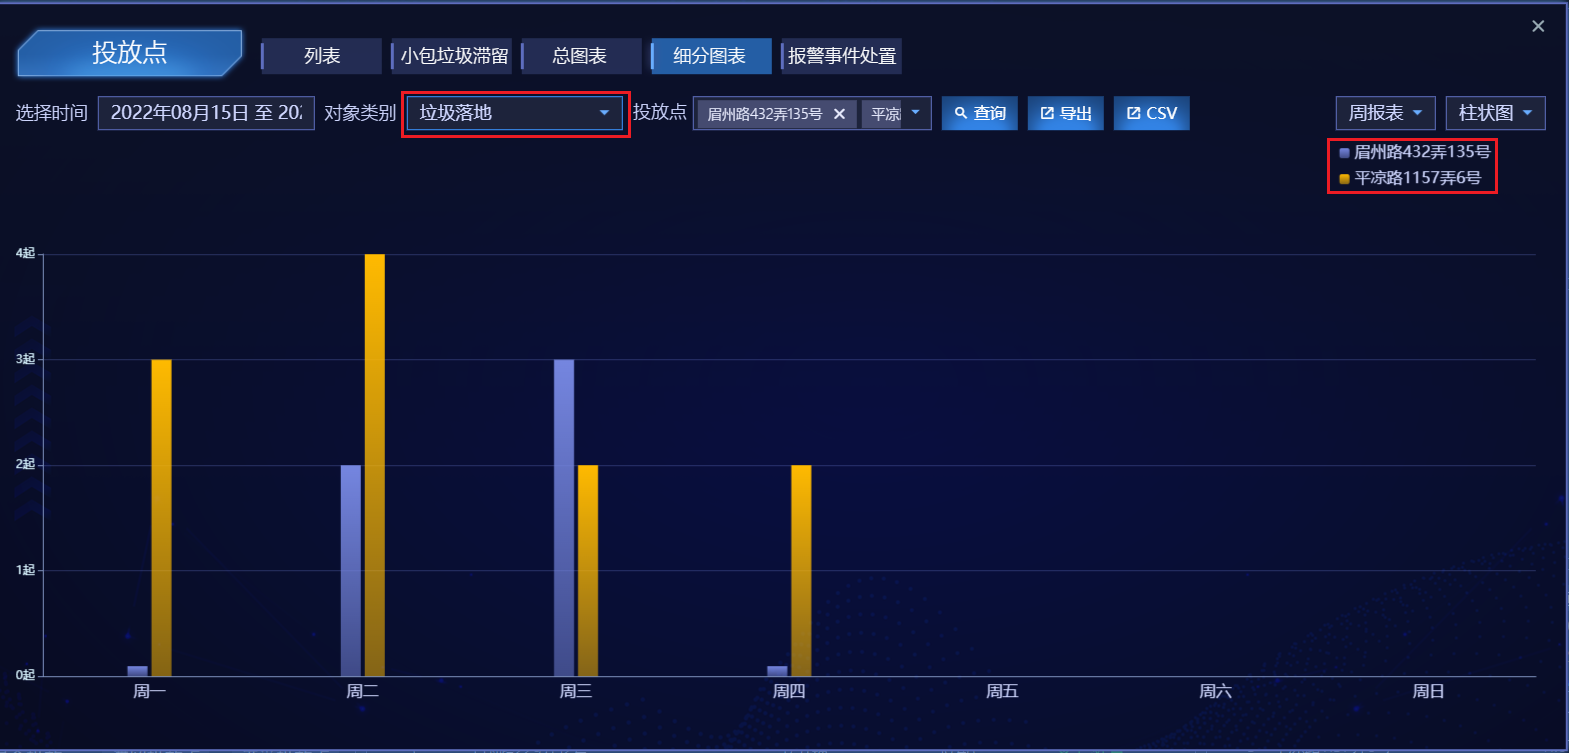 投放点
列表
小包垃圾滞留
总图表
细分图表
报警事件处置
选择时间
2022年08月15日 至 202
对象类别
垃圾落地
投放点
眉州路432弄135号
平凉
查询
导出
CSV
周报表
柱状图
眉州路432弄135号
平凉路1157弄6号
4起
3起
2起
1起
0起
周一
周二
周三
周四
周五
周六
周日